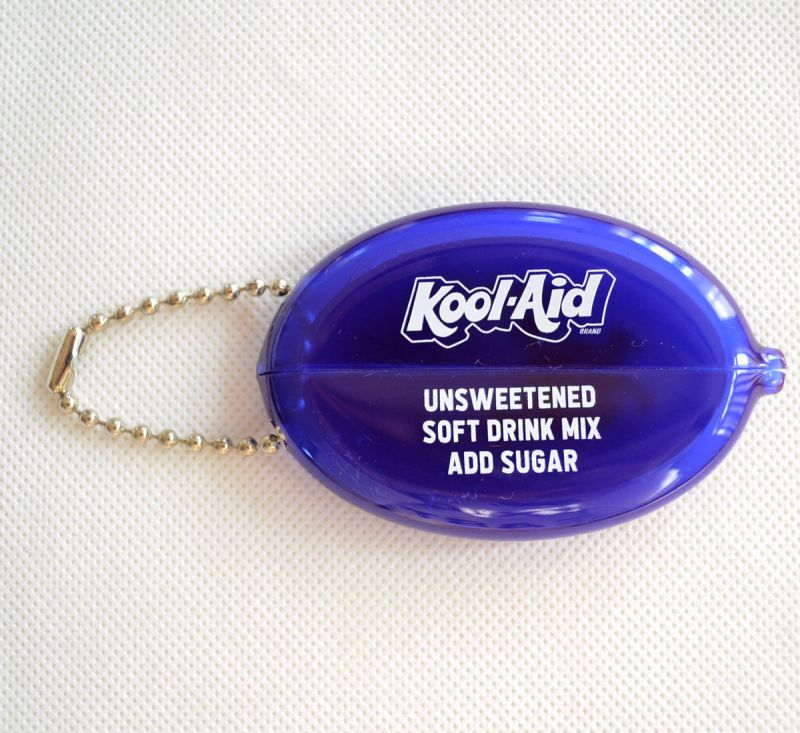 Kool-Aid
BRAND
UNSWEETENED
SOFT DRINK MIX
ADD SUGAR